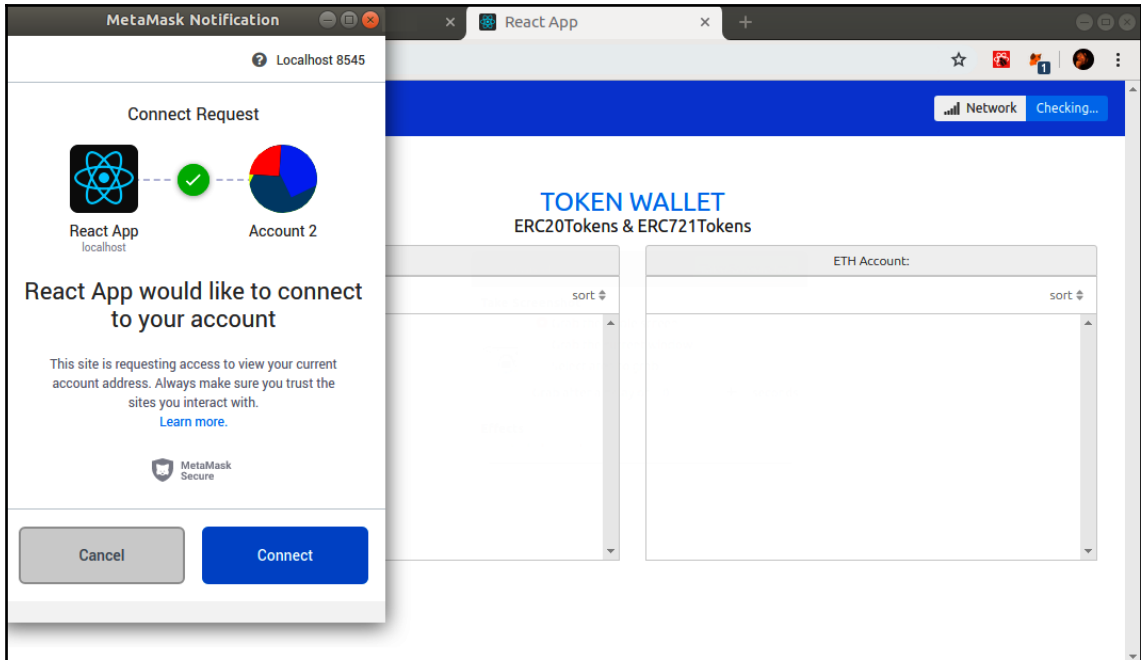 MetaMask Notification
React App
Localhost 8545
1
Connect Request
Network
Checking...
React App
localhost
Account 2
TOKEN WALLET
ERC20Tokens & ERC721Tokens
React App would like to connect
to your account
This site is requesting access to view your current
account address. Always make sure you trust the
sites you interact with.
Learn more.
MetaMask
Secure
Cancel
Connect
ETH Account:
sort
sort